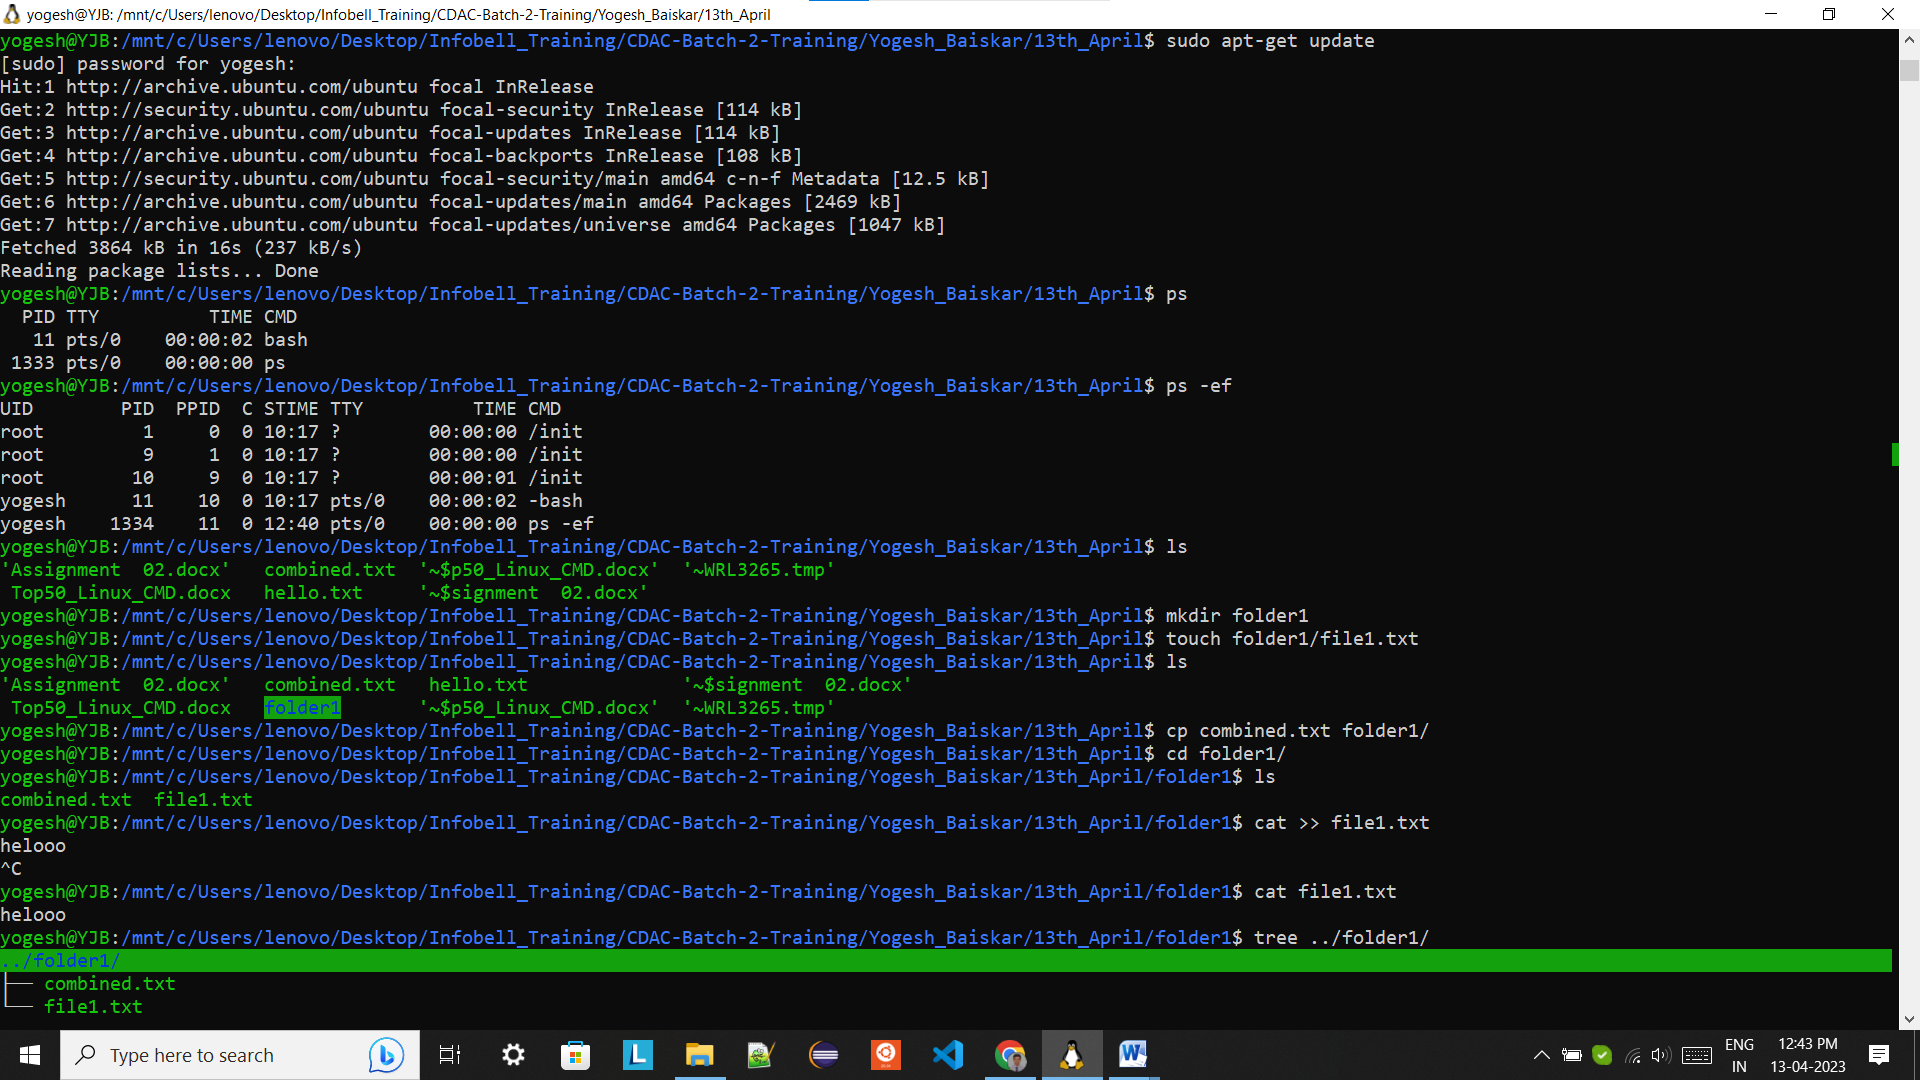 yogesh@YJB: /mnt/c/Users/lenovo/Desktop/Infobell_Training/CDAC-Batch-2-Training/Yogesh_Baiskar/13th_April
yogesh@YJB:/mnt/c/Users/lenovo/Desktop/Infobell_Training/CDAC-Batch-2-Training/Yogesh_Baiskar/13th_April$ sudo apt-get update
[sudo] password for yogesh:
Hit:1 http://archive.ubuntu.com/ubuntu focal InRelease
Get:2 http://security.ubuntu.com/ubuntu focal-security InRelease [114 kB]
Get:3 http://archive.ubuntu.com/ubuntu focal-updates InRelease [114 kB]
Get:4 http://archive.ubuntu.com/ubuntu focal-backports InRelease [108 kB]
Get:5 http://security.ubuntu.com/ubuntu focal-security/main amd64 c-n-f Metadata [12.5 kB]
Get:6 http://archive.ubuntu.com/ubuntu focal-updates/main amd64 Packages [2469 kB]
Get:7 http://archive.ubuntu.com/ubuntu focal-updates/universe amd64 Packages [1047 kB]
Fetched 3864 kB in 16s (237 kB/s)
Reading package lists... Done
yogesh@YJB:/mnt/c/Users/lenovo/Desktop/Infobell_Training/CDAC-Batch-2-Training/Yogesh_Baiskar/13th_April$ ps
  PID TTY          TIME CMD
   11 pts/0    00:00:02 bash
 1333 pts/0    00:00:00 ps
yogesh@YJB:/mnt/c/Users/lenovo/Desktop/Infobell_Training/CDAC-Batch-2-Training/Yogesh_Baiskar/13th_April$ ps -ef
UID        PID  PPID  C STIME TTY          TIME CMD
root         1     0  0 10:17 ?        00:00:00 /init
root         9     1  0 10:17 ?        00:00:00 /init
root        10     9  0 10:17 ?        00:00:01 /init
yogesh      11    10  0 10:17 pts/0    00:00:02 -bash
yogesh    1334    11  0 12:40 pts/0    00:00:00 ps -ef
yogesh@YJB:/mnt/c/Users/lenovo/Desktop/Infobell_Training/CDAC-Batch-2-Training/Yogesh_Baiskar/13th_April$ ls
'Assignment  02.docx'   combined.txt  '~$p50_Linux_CMD.docx'  '~WRL3265.tmp'
 Top50_Linux_CMD.docx   hello.txt     '~$signment  02.docx'
yogesh@YJB:/mnt/c/Users/lenovo/Desktop/Infobell_Training/CDAC-Batch-2-Training/Yogesh_Baiskar/13th_April$ mkdir folder1
yogesh@YJB:/mnt/c/Users/lenovo/Desktop/Infobell_Training/CDAC-Batch-2-Training/Yogesh_Baiskar/13th_April$ touch folder1/file1.txt
yogesh@YJB:/mnt/c/Users/lenovo/Desktop/Infobell_Training/CDAC-Batch-2-Training/Yogesh_Baiskar/13th_April$ ls
'Assignment  02.docx'   combined.txt   hello.txt              '~$signment  02.docx'
 Top50_Linux_CMD.docx   folder1       '~$p50_Linux_CMD.docx'  '~WRL3265.tmp'
yogesh@YJB:/mnt/c/Users/lenovo/Desktop/Infobell_Training/CDAC-Batch-2-Training/Yogesh_Baiskar/13th_April$ cp combined.txt folder1/
yogesh@YJB:/mnt/c/Users/lenovo/Desktop/Infobell_Training/CDAC-Batch-2-Training/Yogesh_Baiskar/13th_April$ cd folder1/
yogesh@YJB:/mnt/c/Users/lenovo/Desktop/Infobell_Training/CDAC-Batch-2-Training/Yogesh_Baiskar/13th_April/folder1$ ls
combined.txt  file1.txt
yogesh@YJB:/mnt/c/Users/lenovo/Desktop/Infobell_Training/CDAC-Batch-2-Training/Yogesh_Baiskar/13th_April/folder1$ cat >> file1.txt
helooo
^C
yogesh@YJB:/mnt/c/Users/lenovo/Desktop/Infobell_Training/CDAC-Batch-2-Training/Yogesh_Baiskar/13th_April/folder1$ cat file1.txt
helooo
yogesh@YJB:/mnt/c/Users/lenovo/Desktop/Infobell_Training/CDAC-Batch-2-Training/Yogesh_Baiskar/13th_April/folder1$ tree ../folder1/
../folder1/
├── combined.txt
└── file1.txt
Type here to search
ENG
IN
12:43 PM
13-04-2023